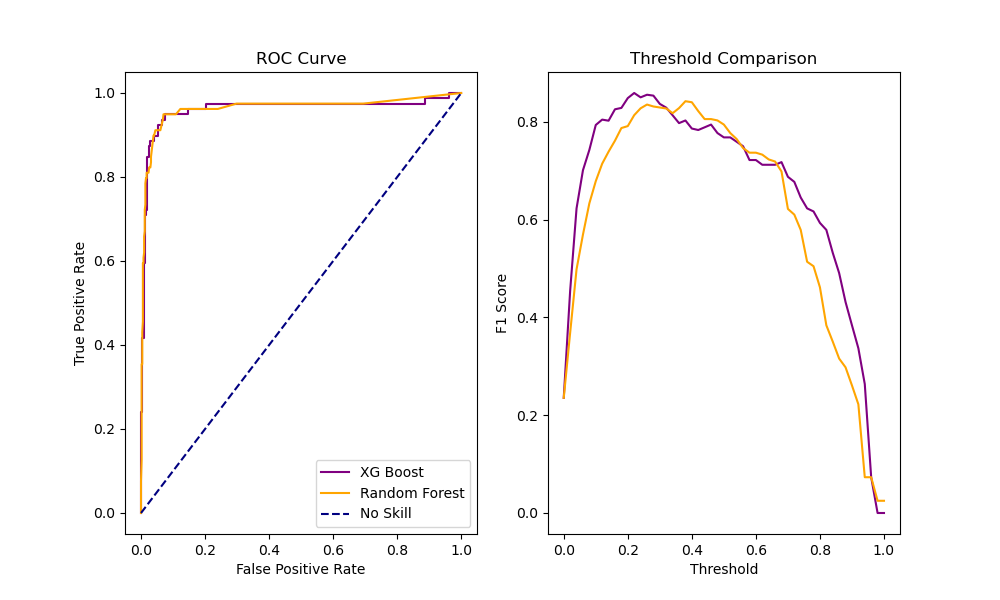 ROC Curve
True Positive Rate
1.0
0.8
0.6
0.4
0.2
0.0
0.0 0.2 0.4 0.6 0.8 1.0
False Positive Rate
XG Boost
Random Forest
No Skill
Threshold Comparison
F1 Score
0.8
0.6
0.4
0.2
0.0
0.0 0.2 0.4 0.6 0.8 1.0
Threshold